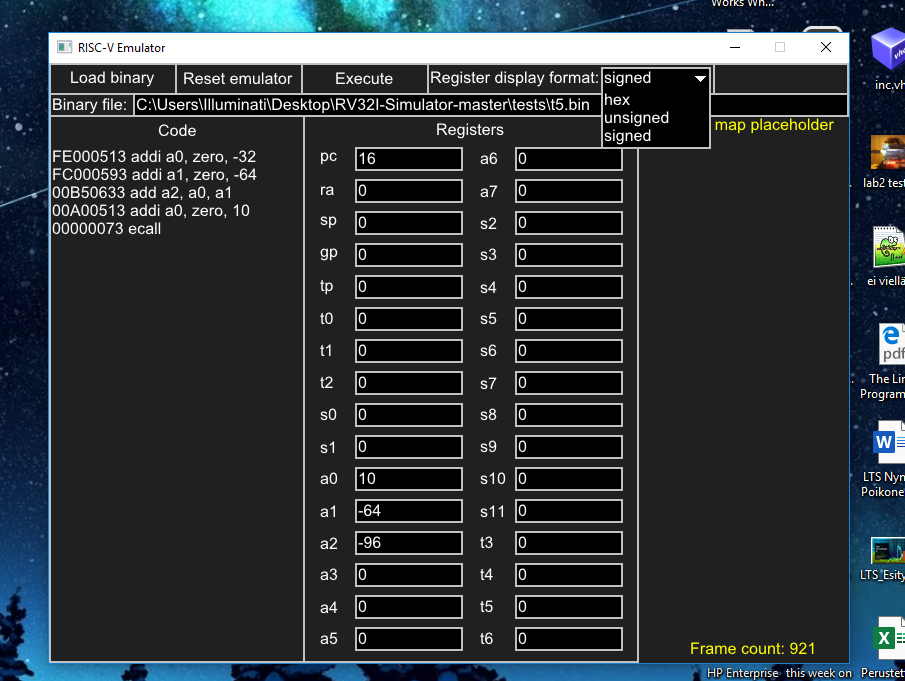 Works Wh...
RISC-V Emulator
Load binary Reset emulator Execute Register display format: signed
hex
unsigned
signed
Binary file: C:\Users\Illuminati\Desktop\RV32I-Simulator-master\tests\t5.bin
map placeholder
Code
FE000513 addi a0, zero, -32
FC000593 addi a1, zero, -64
00B50633 add a2, a0, a1
00A00513 addi a0, zero, 10
00000073 ecall
Registers
pc 16 a6 0
ra 0 a7 0
sp 0 s2 0
gp 0 s3 0
tp 0 s4 0
t0 0 s5 0
t1 0 s6 0
t2 0 s7 0
s0 0 s8 0
s1 0 s9 0
a0 10 s10 0
a1 -64 s11 0
a2 -96 t3 0
a3 0 t4 0
a4 0 t5 0
a5 0 t6 0
Frame count: 921
inc.vh
lab2 test
ei viellä
pdf
The Lin
Program
W
LTS Nyn
Poikone
LTS_Esity
X
Perustet
HP Enterprise this week on